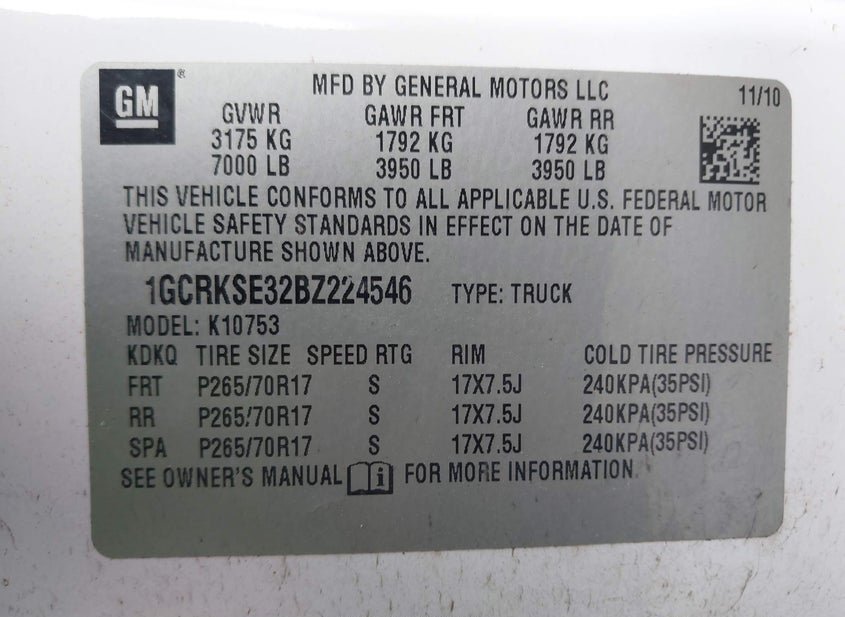 GM ®
MFD BY GENERAL MOTORS LLC 11/10
GVWR GAWR FRT GAWR RR
3175 KG 1792 KG 1792 KG
7000 LB 3950 LB 3950 LB
THIS VEHICLE CONFORMS TO ALL APPLICABLE U.S. FEDERAL MOTOR
VEHICLE SAFETY STANDARDS IN EFFECT ON THE DATE OF
MANUFACTURE SHOWN ABOVE.
1GCRKSE32BZ224546 TYPE: TRUCK
MODEL: K10753
KDKQ TIRE SIZE SPEED RTG RIM COLD TIRE PRESSURE
FRT P265/70R17 S 17X7.5J 240KPA(35PSI)
RR P265/70R17 S 17X7.5J 240KPA(35PSI)
SPA P265/70R17 S 17X7.5J 240KPA(35PSI)
SEE OWNER'S MANUAL i FOR MORE INFORMATION.